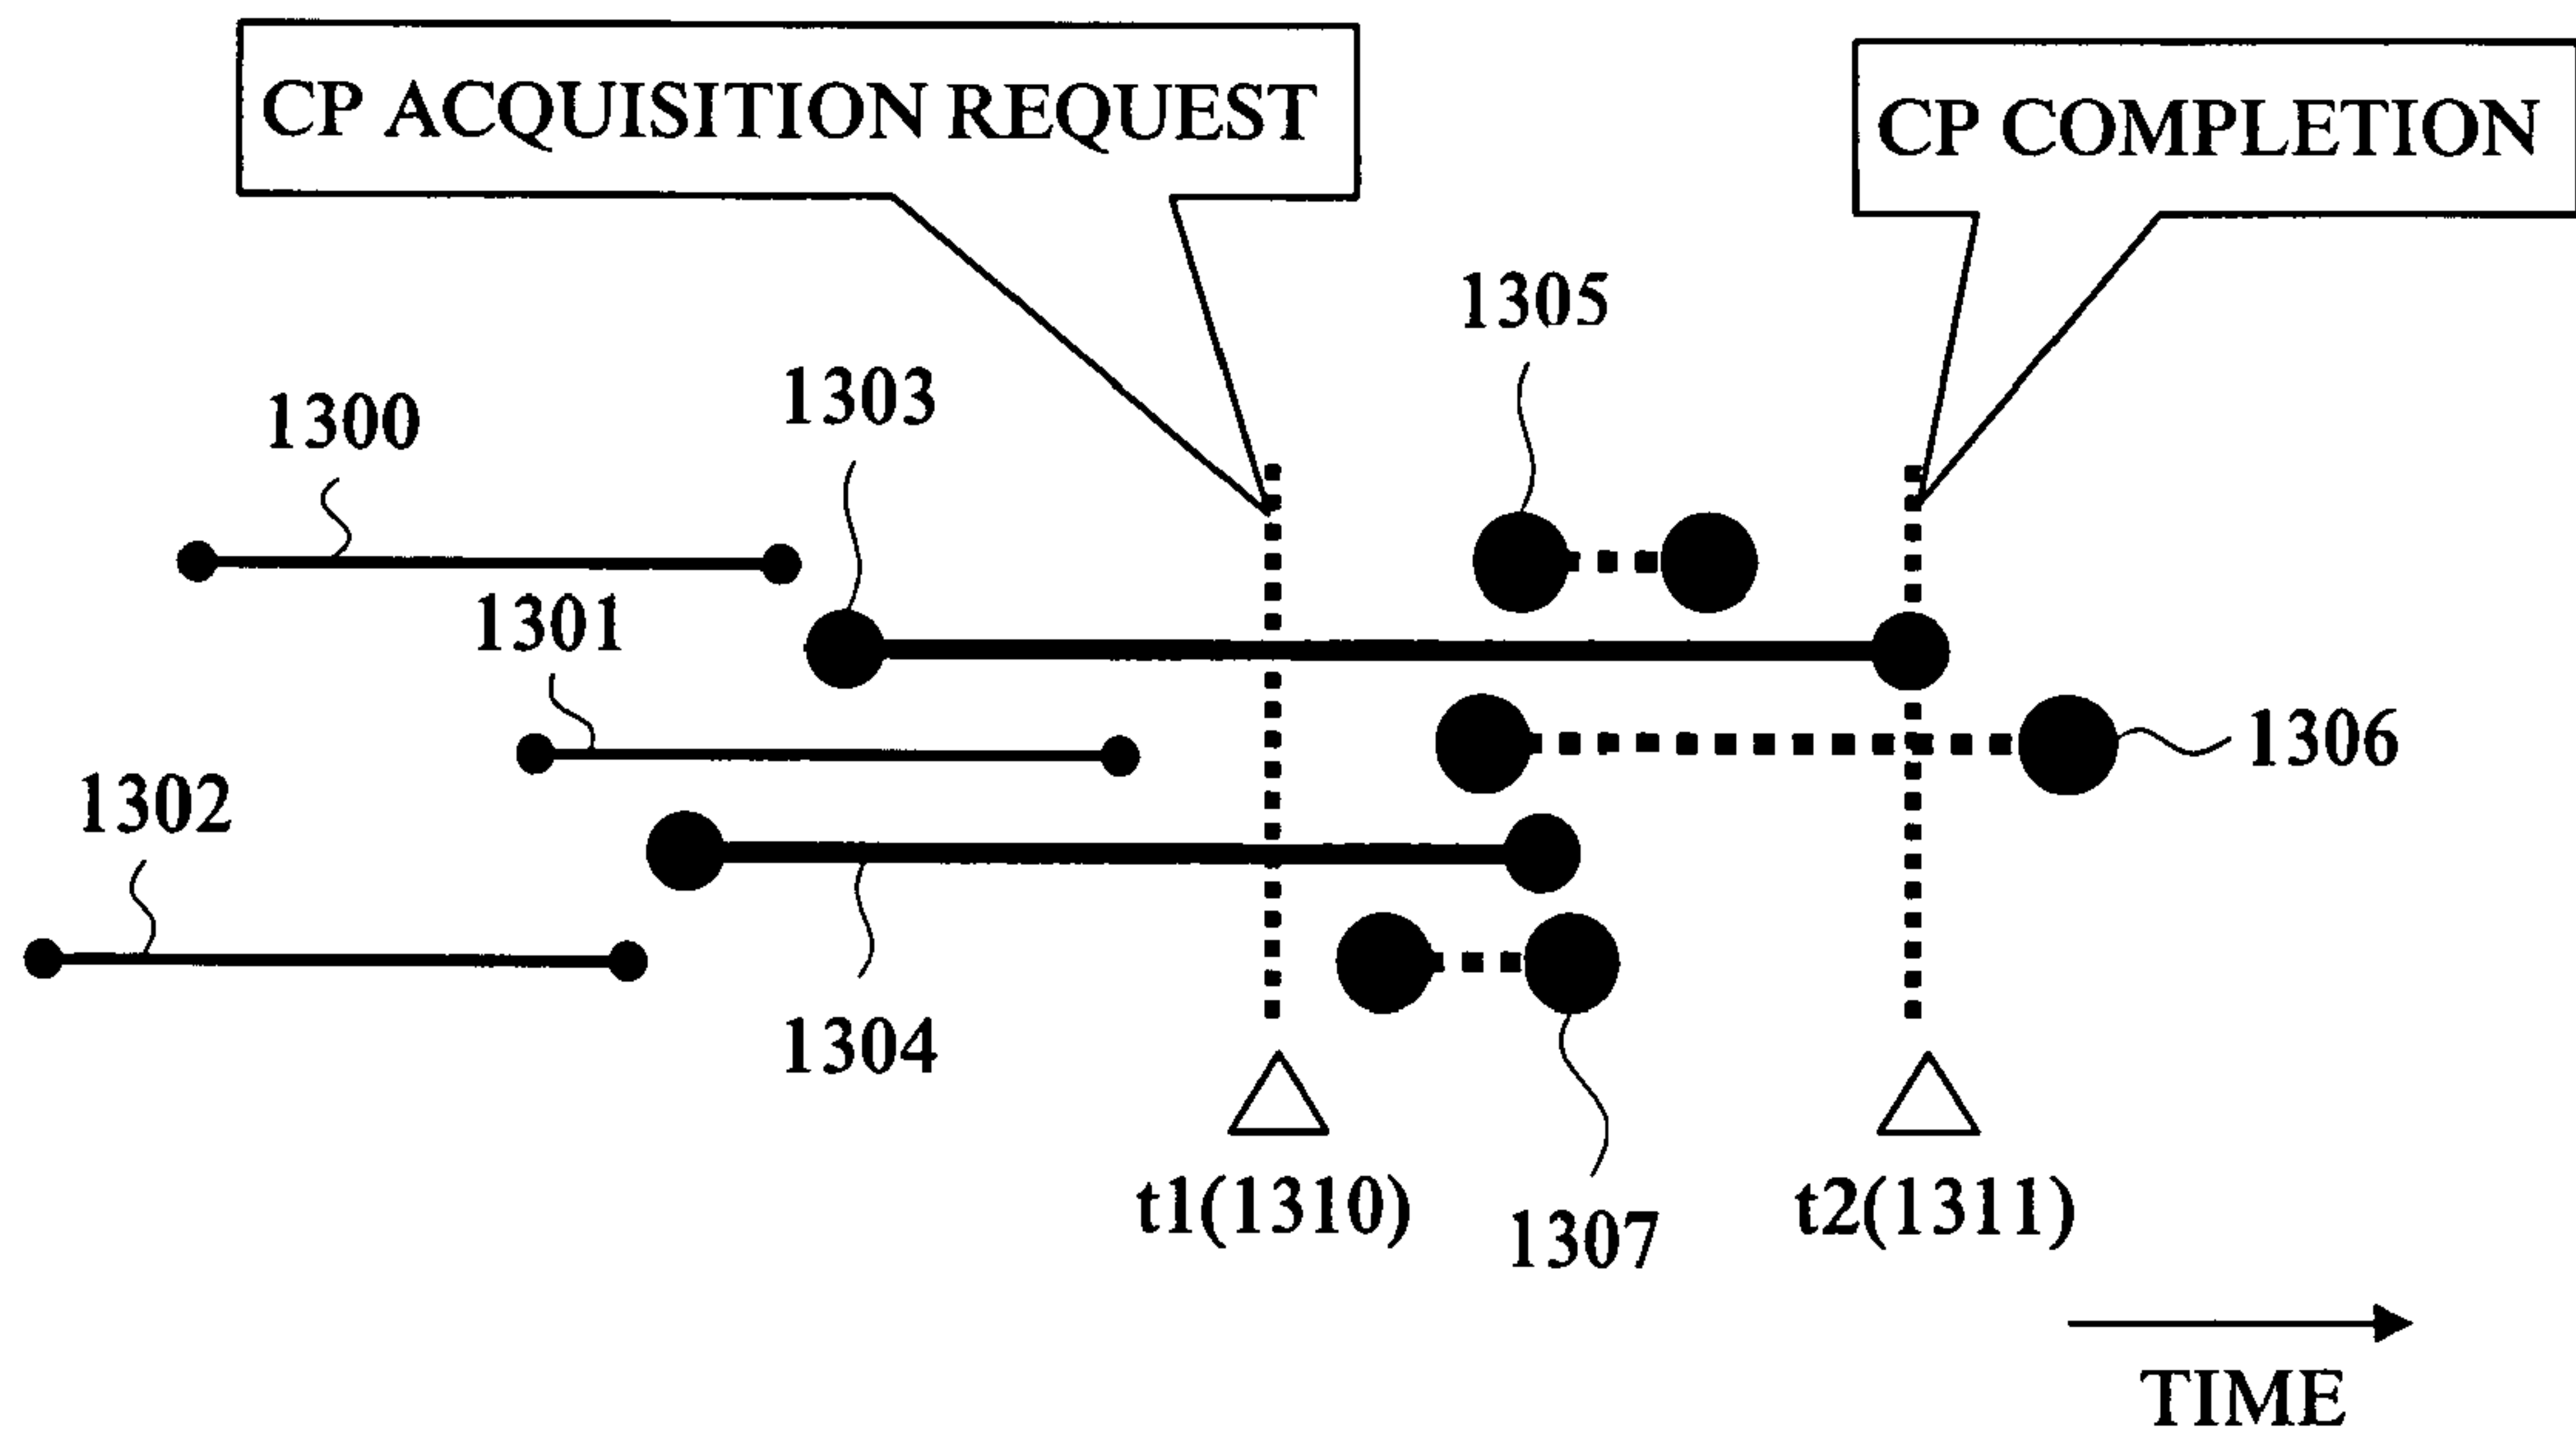 CP ACQUISITION REQUEST
CP COMPLETION
1305
1303
1300
1301
1306
1302
1304
t1(1310)
t2(1311)
1307
TIME